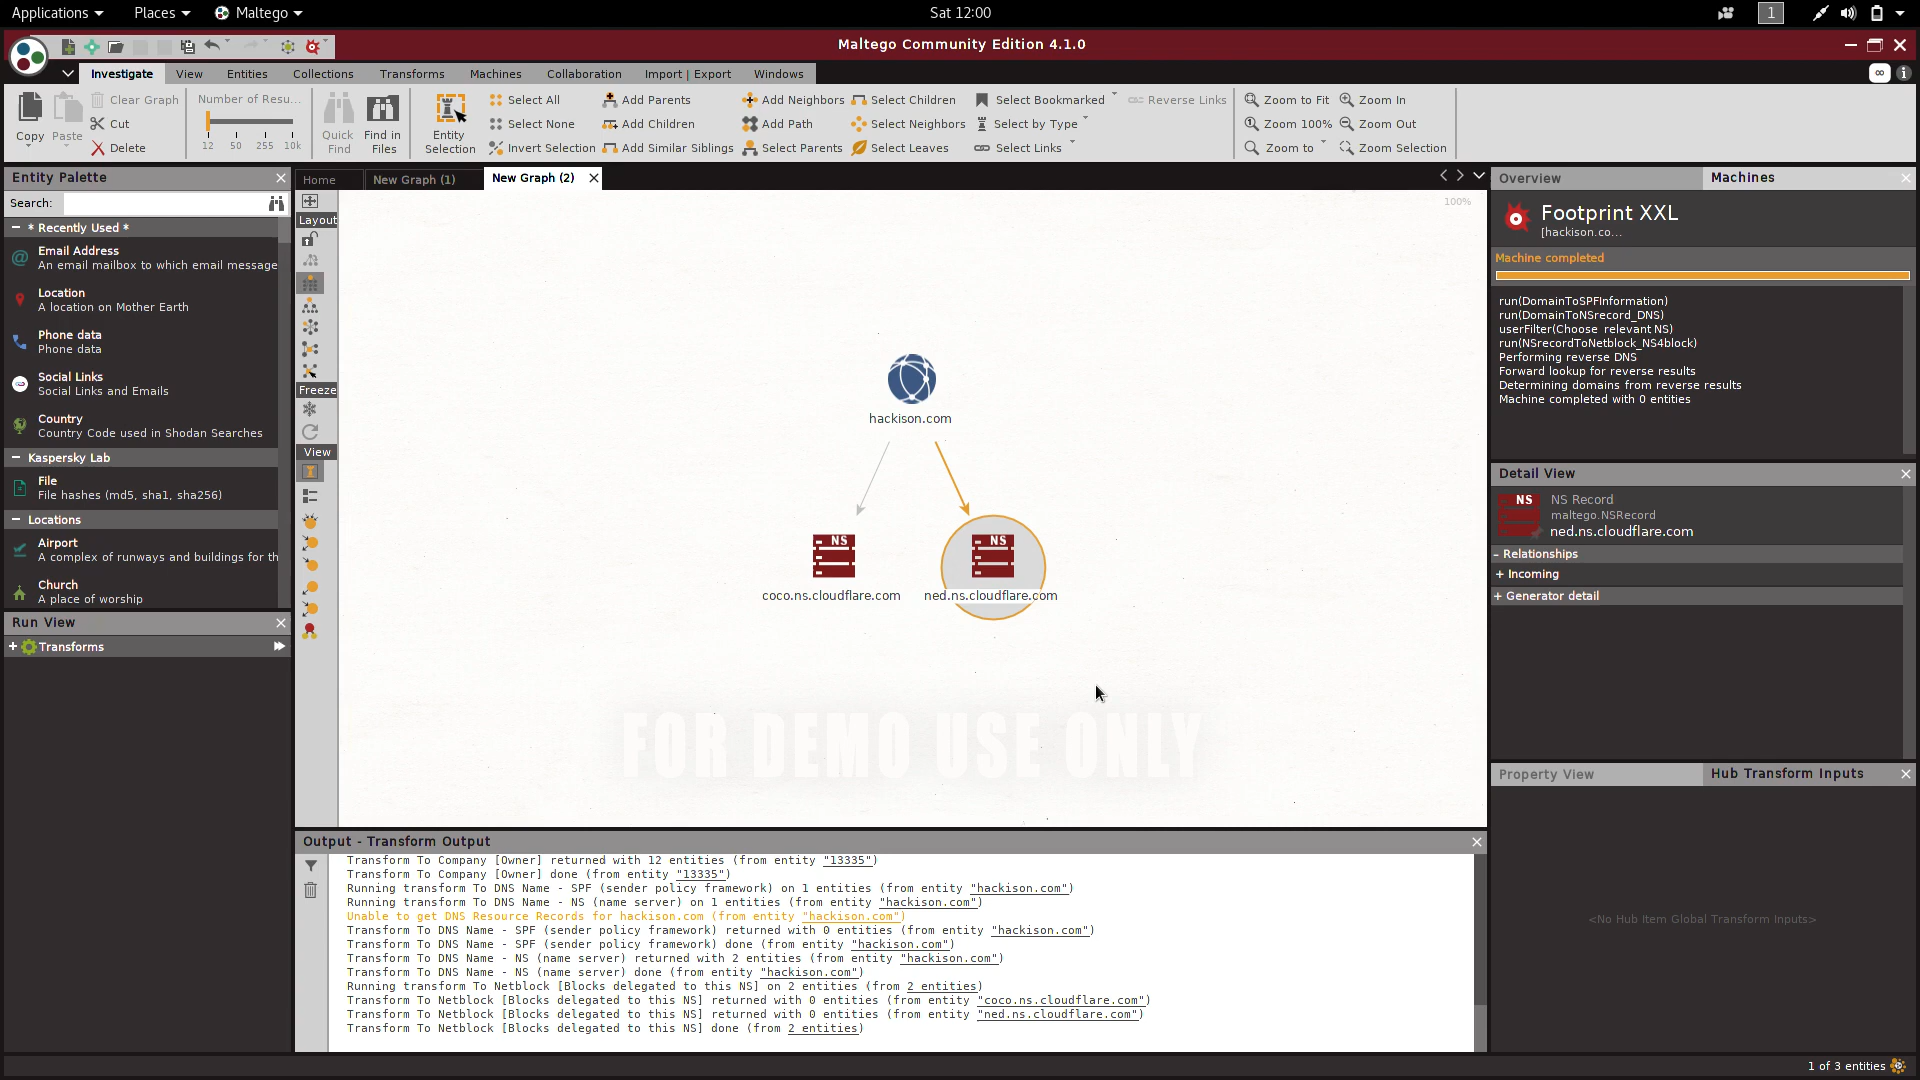 Applications Places Maltego Sat 12:00 1
Maltego Community Edition 4.1.0
Investigate View Entities Collections Transforms Machines Collaboration Import | Export Windows
Copy
Paste
Clear Graph
Cut
Delete
Number of Resu...
12 50 255 10k
Quick Find
Find in Files
Entity Selection
Select All
Select None
Invert Selection
Add Parents
Add Children
Add Similar Siblings
Add Neighbors
Add Path
Select Parents
Select Children
Select Neighbors
Select Leaves
Select Bookmarked
Select by Type
Select Links
Reverse Links
Zoom to Fit
Zoom 100%
Zoom to
Zoom In
Zoom Out
Zoom Selection
Entity Palette
Search:
* Recently Used *
Email Address
An email mailbox to which email message
Location
A location on Mother Earth
Phone data
Phone data
Social Links
Social Links and Emails
Country
Country Code used in Shodan Searches
Kaspersky Lab
File
File hashes (md5, sha1, sha256)
Locations
Airport
A complex of runways and buildings for th
Church
A place of worship
Run View
+ Transforms
Home New Graph (1) New Graph (2)
Layout
Freeze
View
100%
hackison.com
NS
coco.ns.cloudflare.com
NS
ned.ns.cloudflare.com
FOR DEMO USE ONLY
Output - Transform Output
Transform To Company [Owner] returned with 12 entities (from entity "13335")
Transform To Company [Owner] done (from entity "13335")
Running transform To DNS Name - SPF (sender policy framework) on 1 entities (from entity "hackison.com")
Running transform To DNS Name - NS (name server) on 1 entities (from entity "hackison.com")
Unable to get DNS Resource Records for hackison.com (from entity "hackison.com")
Transform To DNS Name - SPF (sender policy framework) returned with 0 entities (from entity "hackison.com")
Transform To DNS Name - SPF (sender policy framework) done (from entity "hackison.com")
Transform To DNS Name - NS (name server) returned with 2 entities (from entity "hackison.com")
Transform To DNS Name - NS (name server) done (from entity "hackison.com")
Running transform To Netblock [Blocks delegated to this NS] on 2 entities (from 2 entities)
Transform To Netblock [Blocks delegated to this NS] returned with 0 entities (from entity "coco.ns.cloudflare.com")
Transform To Netblock [Blocks delegated to this NS] returned with 0 entities (from entity "ned.ns.cloudflare.com")
Transform To Netblock [Blocks delegated to this NS] done (from 2 entities)
Overview Machines
Footprint XXL
[hackison.co...
Machine completed
run(DomainToSPFInformation)
run(DomainToNSrecord_DNS)
userFilter(Choose relevant NS)
run(NSrecordToNetblock_NS4block)
Performing reverse DNS
Forward lookup for reverse results
Determining domains from reverse results
Machine completed with 0 entities
Detail View
NS
NS Record
maltego.NSRecord
ned.ns.cloudflare.com
- Relationships
+ Incoming
+ Generator detail
Property View Hub Transform Inputs
<No Hub Item Global Transform Inputs>
1 of 3 entities